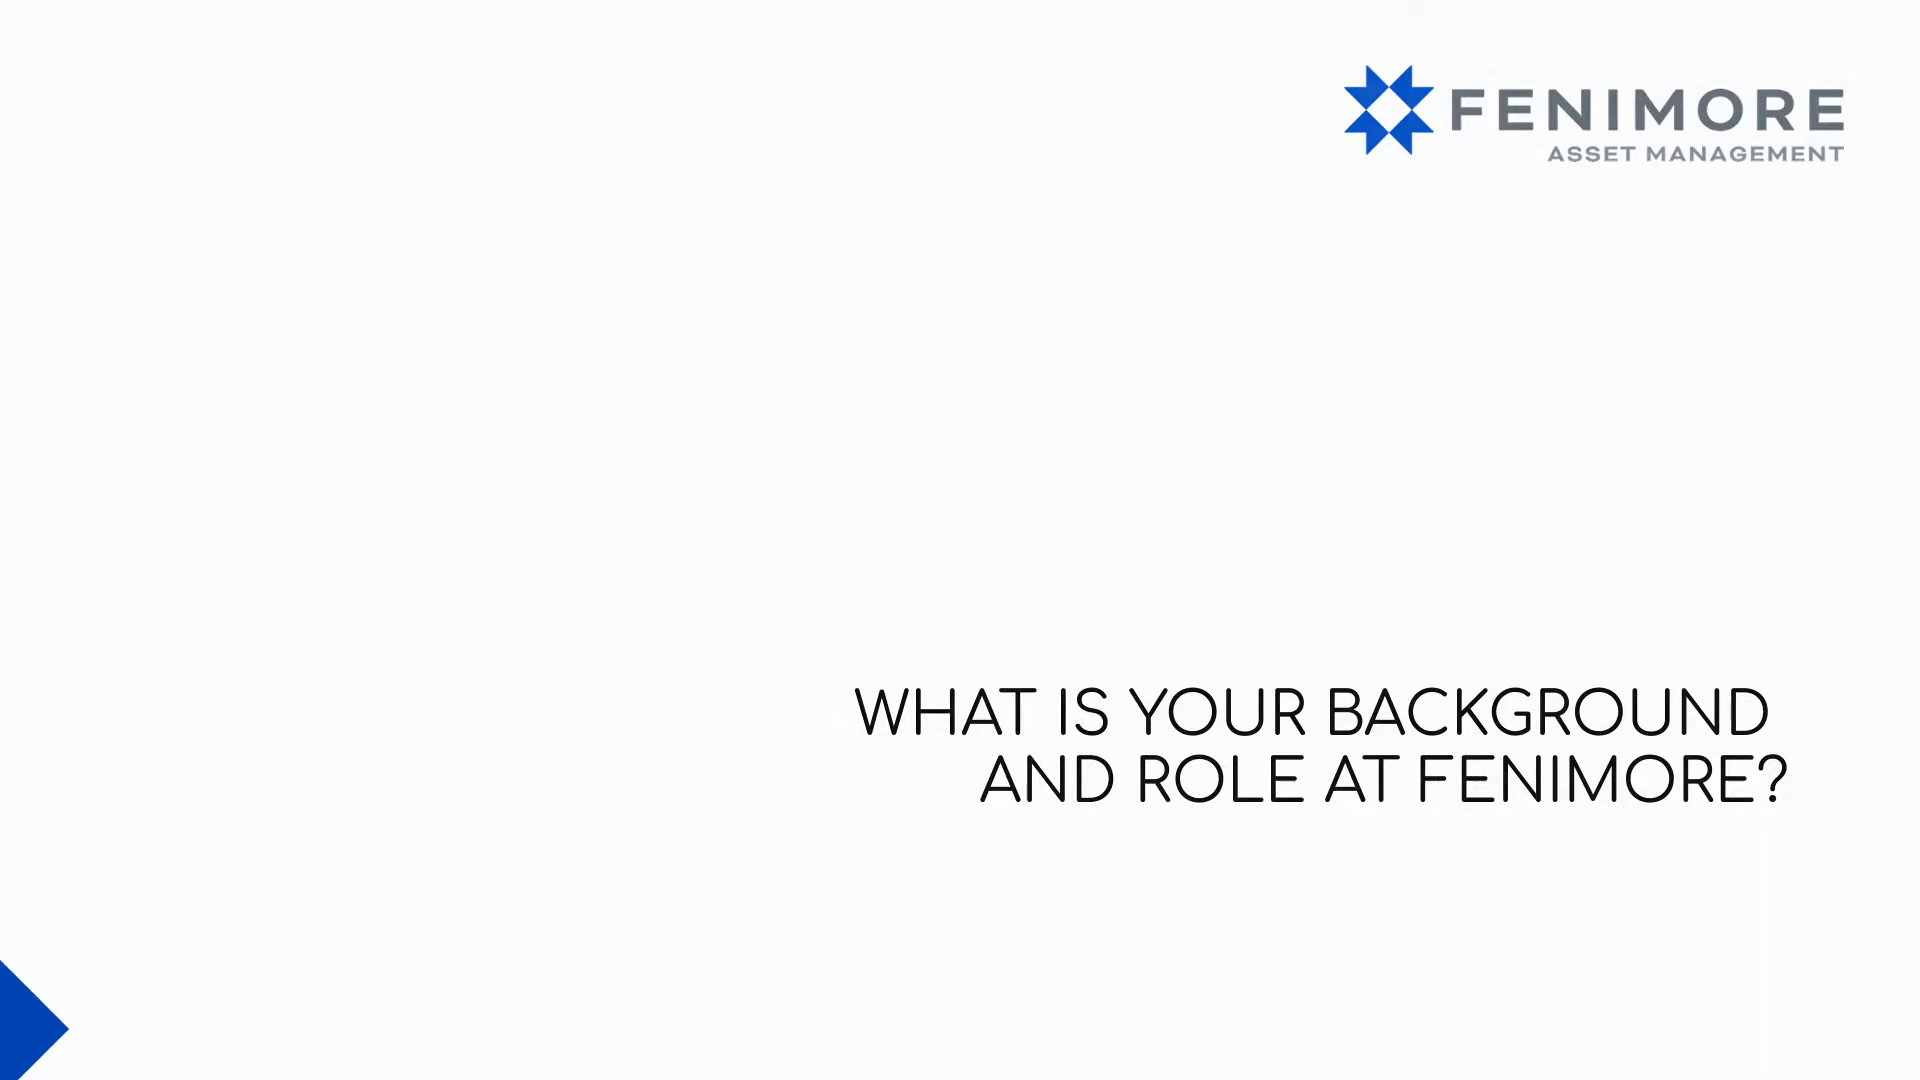 FENIMORE
ASSET MANAGEMENT
WHAT IS YOUR BACKGROUND
AND ROLE AT FENIMORE?